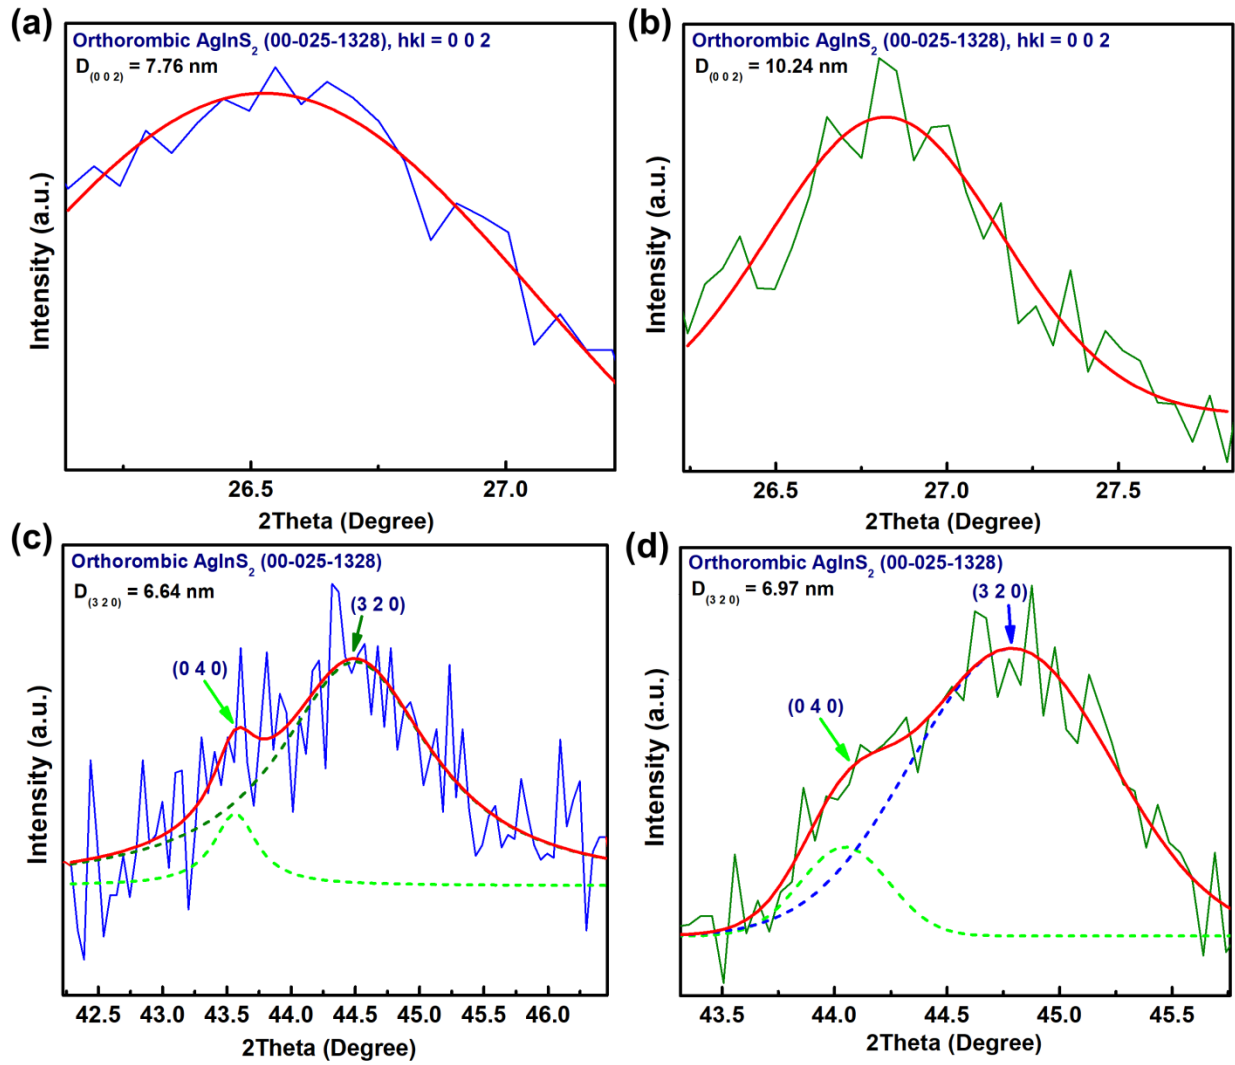 (a)
Orthorombic AgInS2 (00-025-1328), hkl = 0 0 2
D(0 0 2) = 7.76 nm
Intensity (a.u.)
26.5 27.0
2Theta (Degree)
(b)
Orthorombic AgInS2 (00-025-1328), hkl = 0 0 2
D(0 0 2) = 10.24 nm
Intensity (a.u.)
26.5 27.0 27.5
2Theta (Degree)
(c)
Orthorombic AgInS2 (00-025-1328)
D(3 2 0) = 6.64 nm
(3 2 0)
(0 4 0)
Intensity (a.u.)
42.5 43.0 43.5 44.0 44.5 45.0 45.5 46.0
2Theta (Degree)
(d)
Orthorombic AgInS2 (00-025-1328)
D(3 2 0) = 6.97 nm
(3 2 0)
(0 4 0)
Intensity (a.u.)
43.5 44.0 44.5 45.0 45.5
2Theta (Degree)